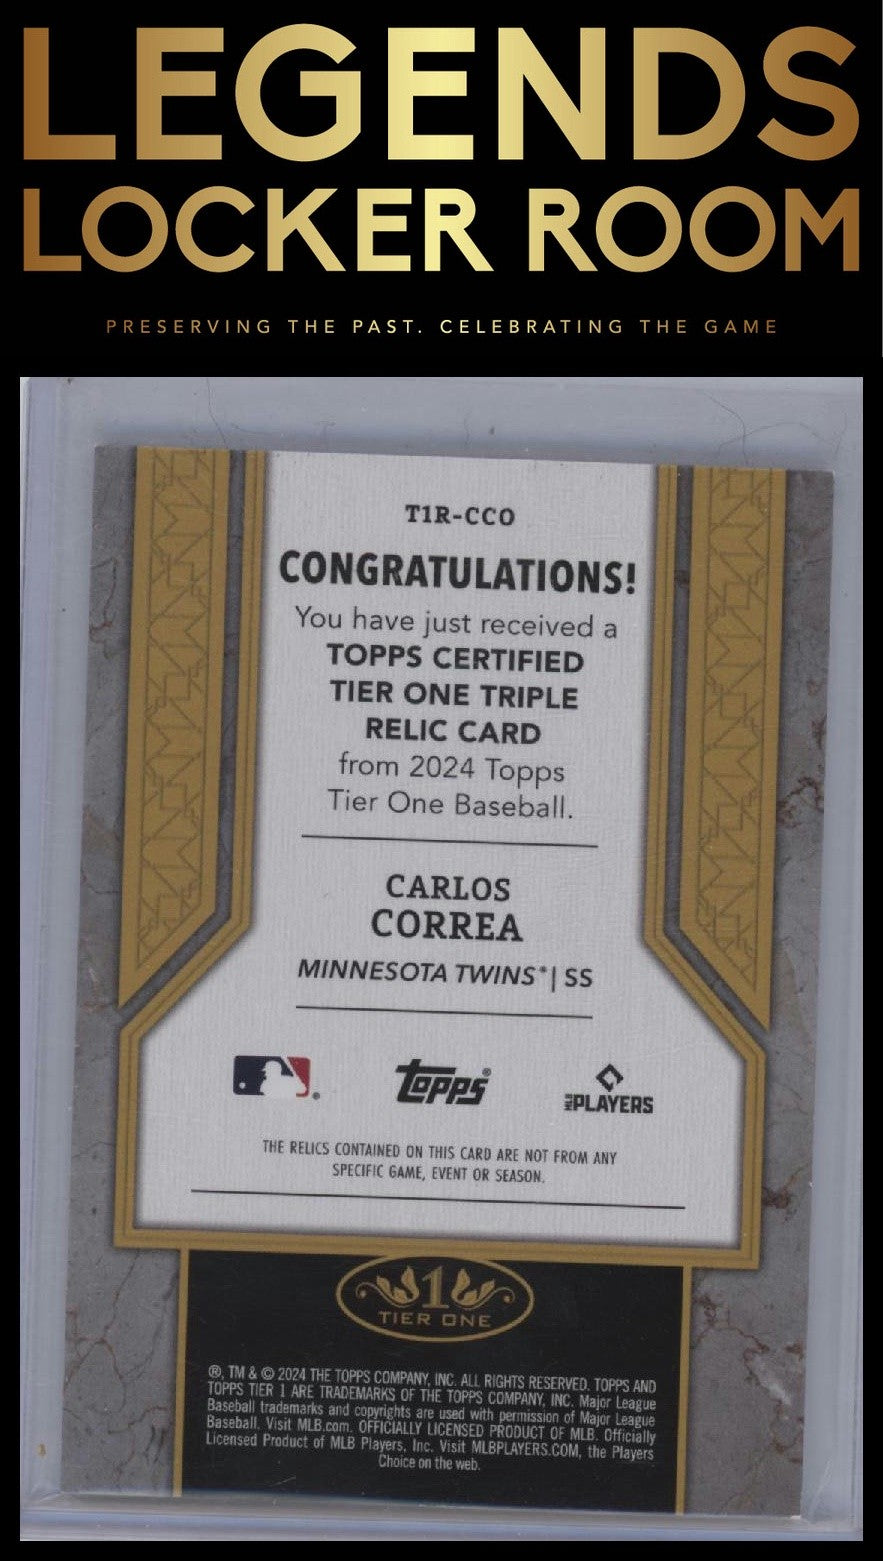 LEGENDS
LOCKER ROOM
PRESERVING THE PAST. CELEBRATING THE GAME
T1R-CCO
CONGRATULATIONS!
You have just received a
TOPPS CERTIFIED
TIER ONE TRIPLE
RELIC CARD
from 2024 Topps
Tier One Baseball.
CARLOS
CORREA
MINNESOTA TWINS®| SS
®
Topps®
MLB PLAYERS
THE RELICS CONTAINED ON THIS CARD ARE NOT FROM ANY
SPECIFIC GAME, EVENT OR SEASON.
1
TIER ONE
®, TM & © 2024 THE TOPPS COMPANY, INC. ALL RIGHTS RESERVED. TOPPS AND
TOPPS TIER 1 ARE TRADEMARKS OF THE TOPPS COMPANY, INC. Major League
Baseball trademarks and copyrights are used with permission of Major League
Baseball. Visit MLB.com. OFFICIALLY LICENSED PRODUCT OF MLB. Officially
Licensed Product of MLB Players, Inc. Visit MLBPLAYERS.COM, the Players
Choice on the web.